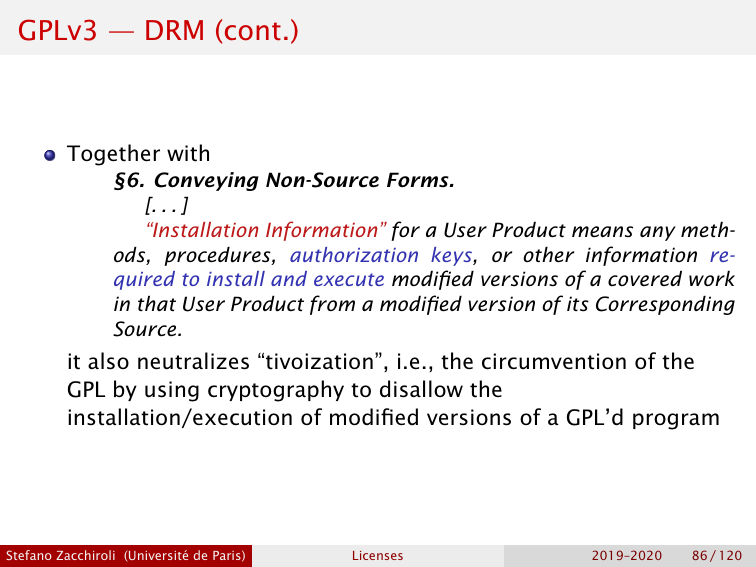 GPLv3 — DRM (cont.)
Together with
§6. Conveying Non-Source Forms.
[. . . ]
“Installation Information” for a User Product means any meth-
ods, procedures, authorization keys, or other information re-
quired to install and execute modified versions of a covered work
in that User Product from a modified version of its Corresponding
Source.
it also neutralizes “tivoization”, i.e., the circumvention of the
GPL by using cryptography to disallow the
installation/execution of modified versions of a GPL’d program
Stefano Zacchiroli (Université de Paris) Licenses 2019–2020 86 / 120